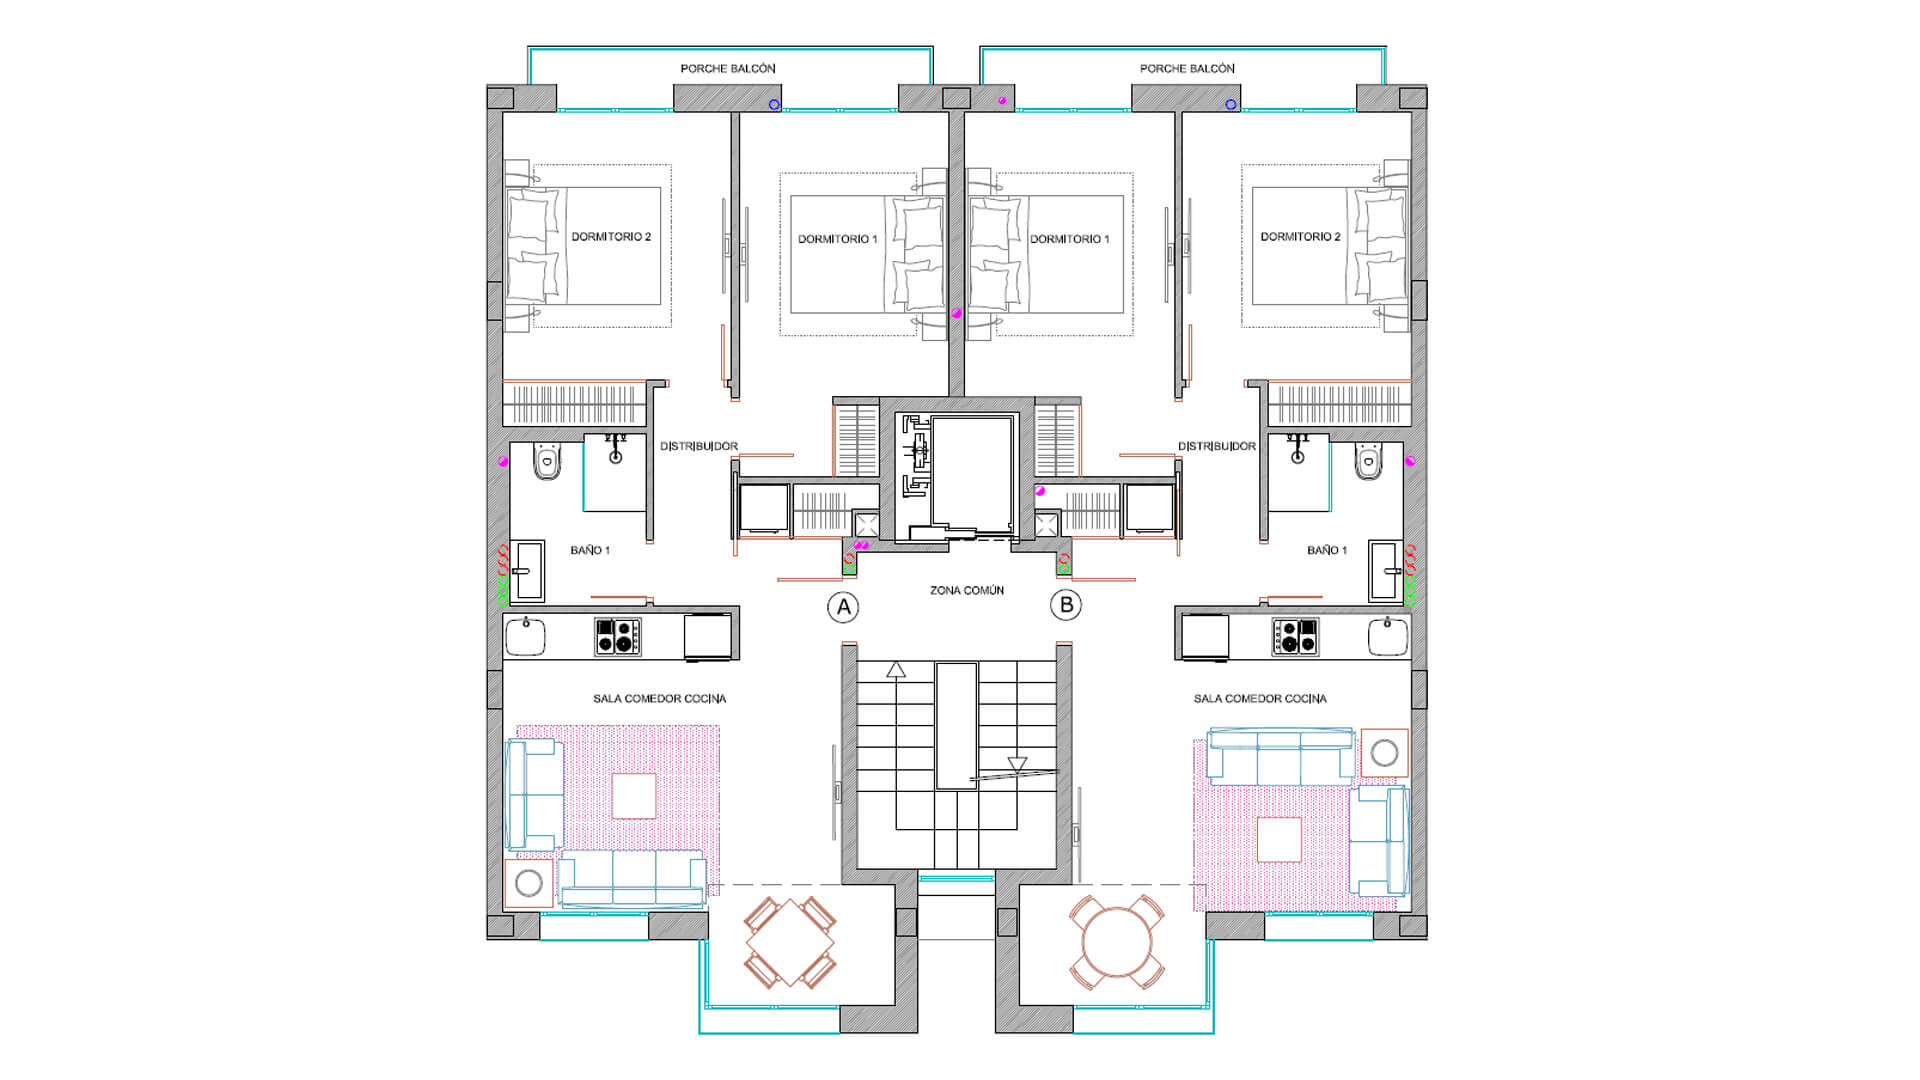 PORCHE BALCÓN
PORCHE BALCÓN
DORMITORIO 2
DORMITORIO 1
DORMITORIO 1
DORMITORIO 2
DISTRIBUIDOR
DISTRIBUIDOR
BAÑO 1
BAÑO 1
ZONA COMÚN
A
B
SALA COMEDOR COCINA
SALA COMEDOR COCINA